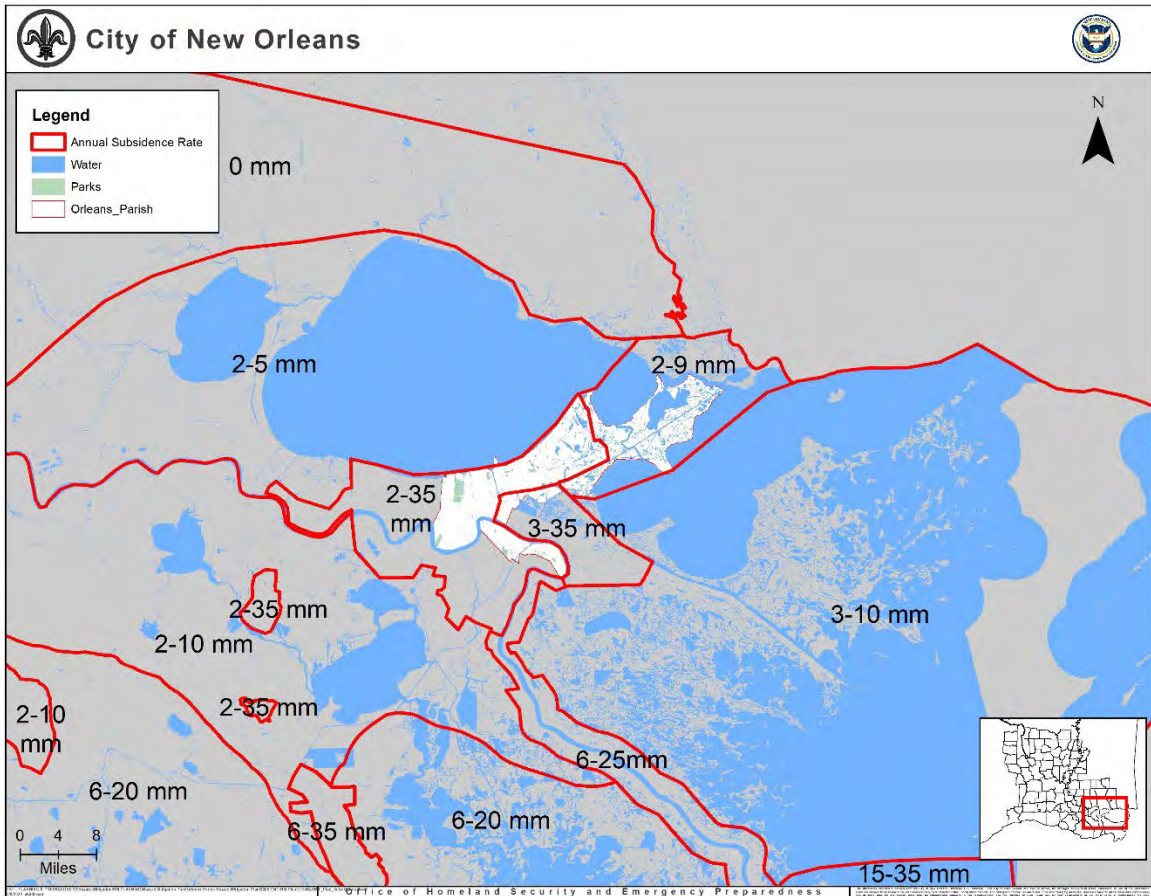 City of New Orleans
Legend
Annual Subsidence Rate
Water
Parks
Orleans_Parish
N
0 mm
2-5 mm
2-9 mm
2-35
mm
3-35 mm
3-10 mm
2-35 mm
2-10 mm
2-35 mm
2-10
mm
6-25mm
6-20 mm
6-20 mm
6-35 mm
15-35 mm
0 4 8
Miles
Office of Homeland Security and Emergency Preparedness